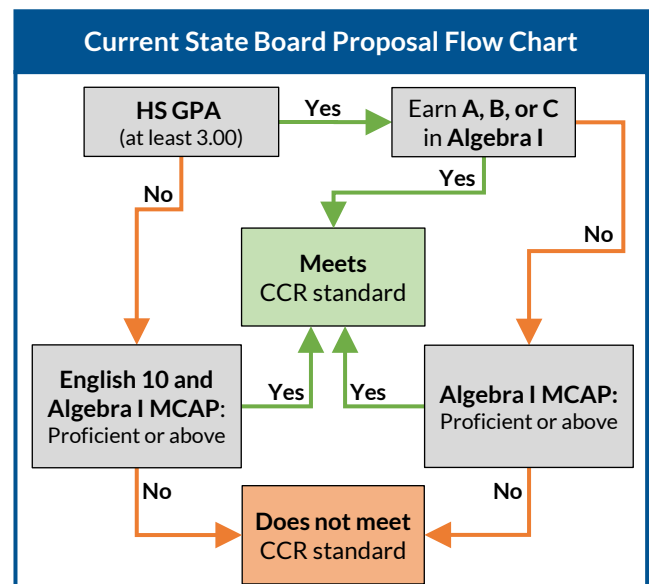 Current State Board Proposal Flow Chart
HS GPA
(at least 3.00)
Yes
Earn A, B, or C
in Algebra I
No
Yes
No
Meets
CCR standard
English 10 and
Algebra I MCAP:
Proficient or above
Yes
Yes
Algebra I MCAP:
Proficient or above
No
No
Does not meet
CCR standard